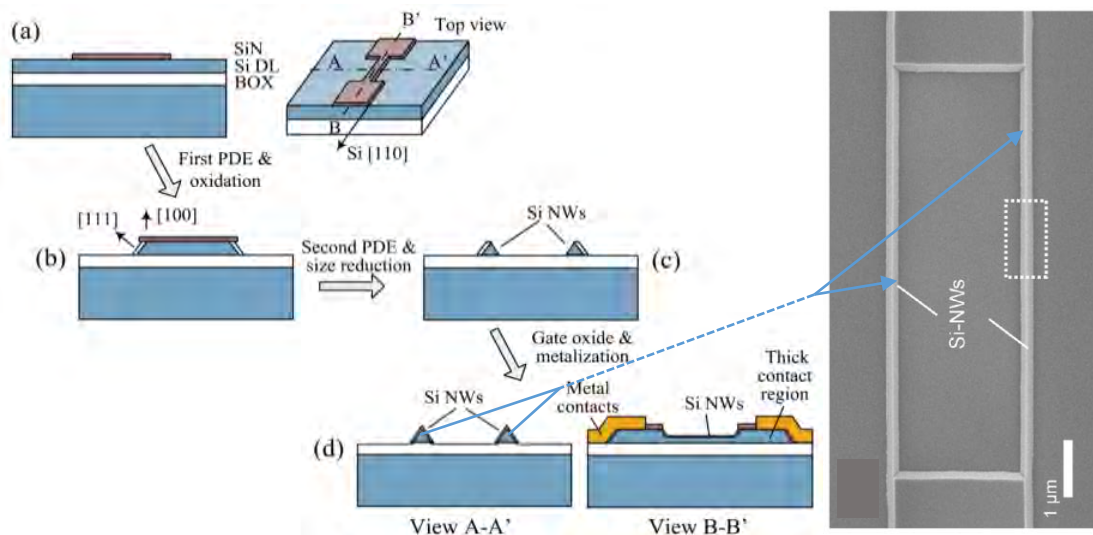 (a)
SiN
Si DL
BOX
B'
Top view
A
A'
B
Si [110]
First PDE &
oxidation
(b)
[111]
[100]
Second PDE &
size reduction
Si NWs
(c)
Gate oxide &
metalization
(d)
Si NWs
View A-A'
Metal
contacts
Si NWs
Thick
contact
region
View B-B'
Si-NWs
1 μm